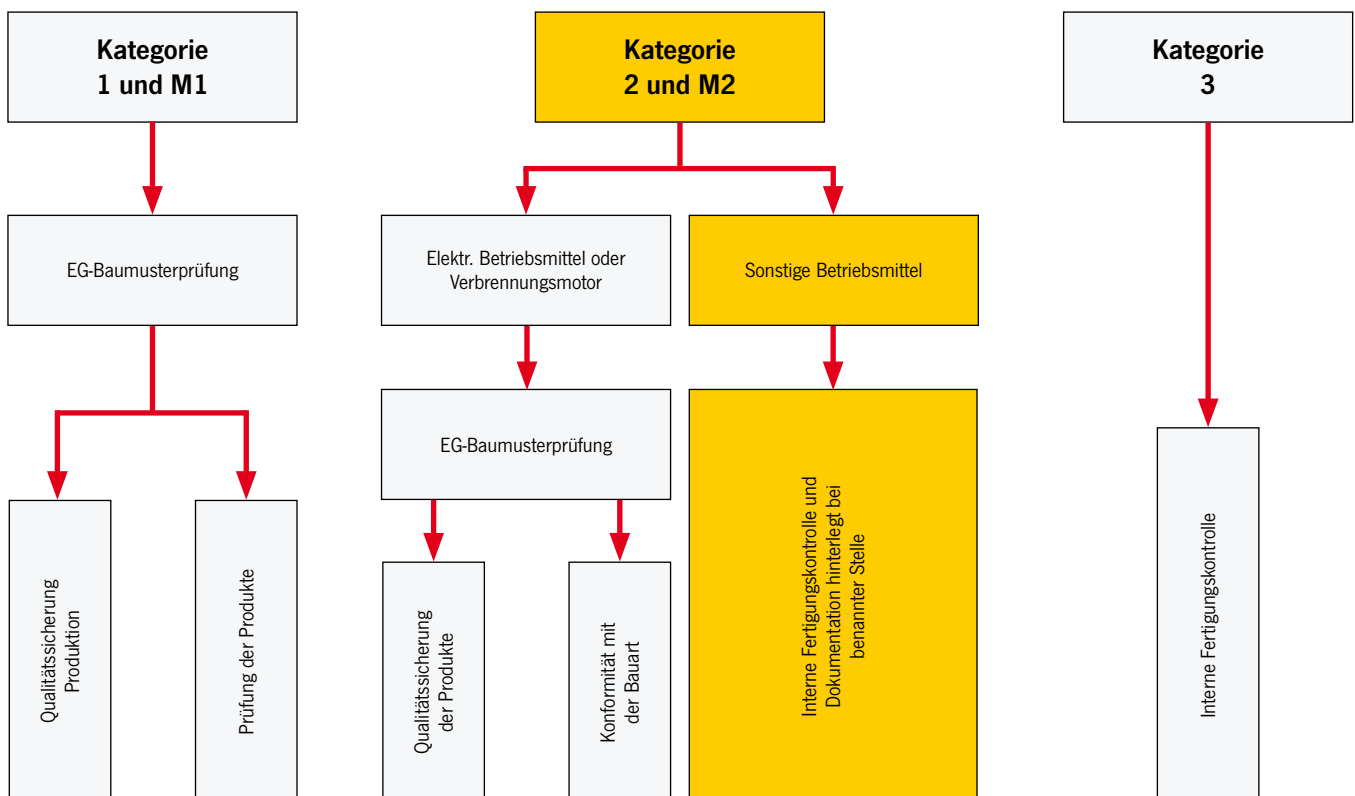 Kategorie
1 und M1
Kategorie
2 und M2
Kategorie
3
EG-Baumusterprüfung
Elektr. Betriebsmittel oder
Verbrennungsmotor
Sonstige Betriebsmittel
EG-Baumusterprüfung
Qualitätssicherung
Produktion
Prüfung der Produkte
Qualitätssicherung
der Produkte
Konformität mit
der Bauart
Interne Fertigungskontrolle und
Dokumentation hinterlegt bei
benannter Stelle
Interne Fertigungskontrolle